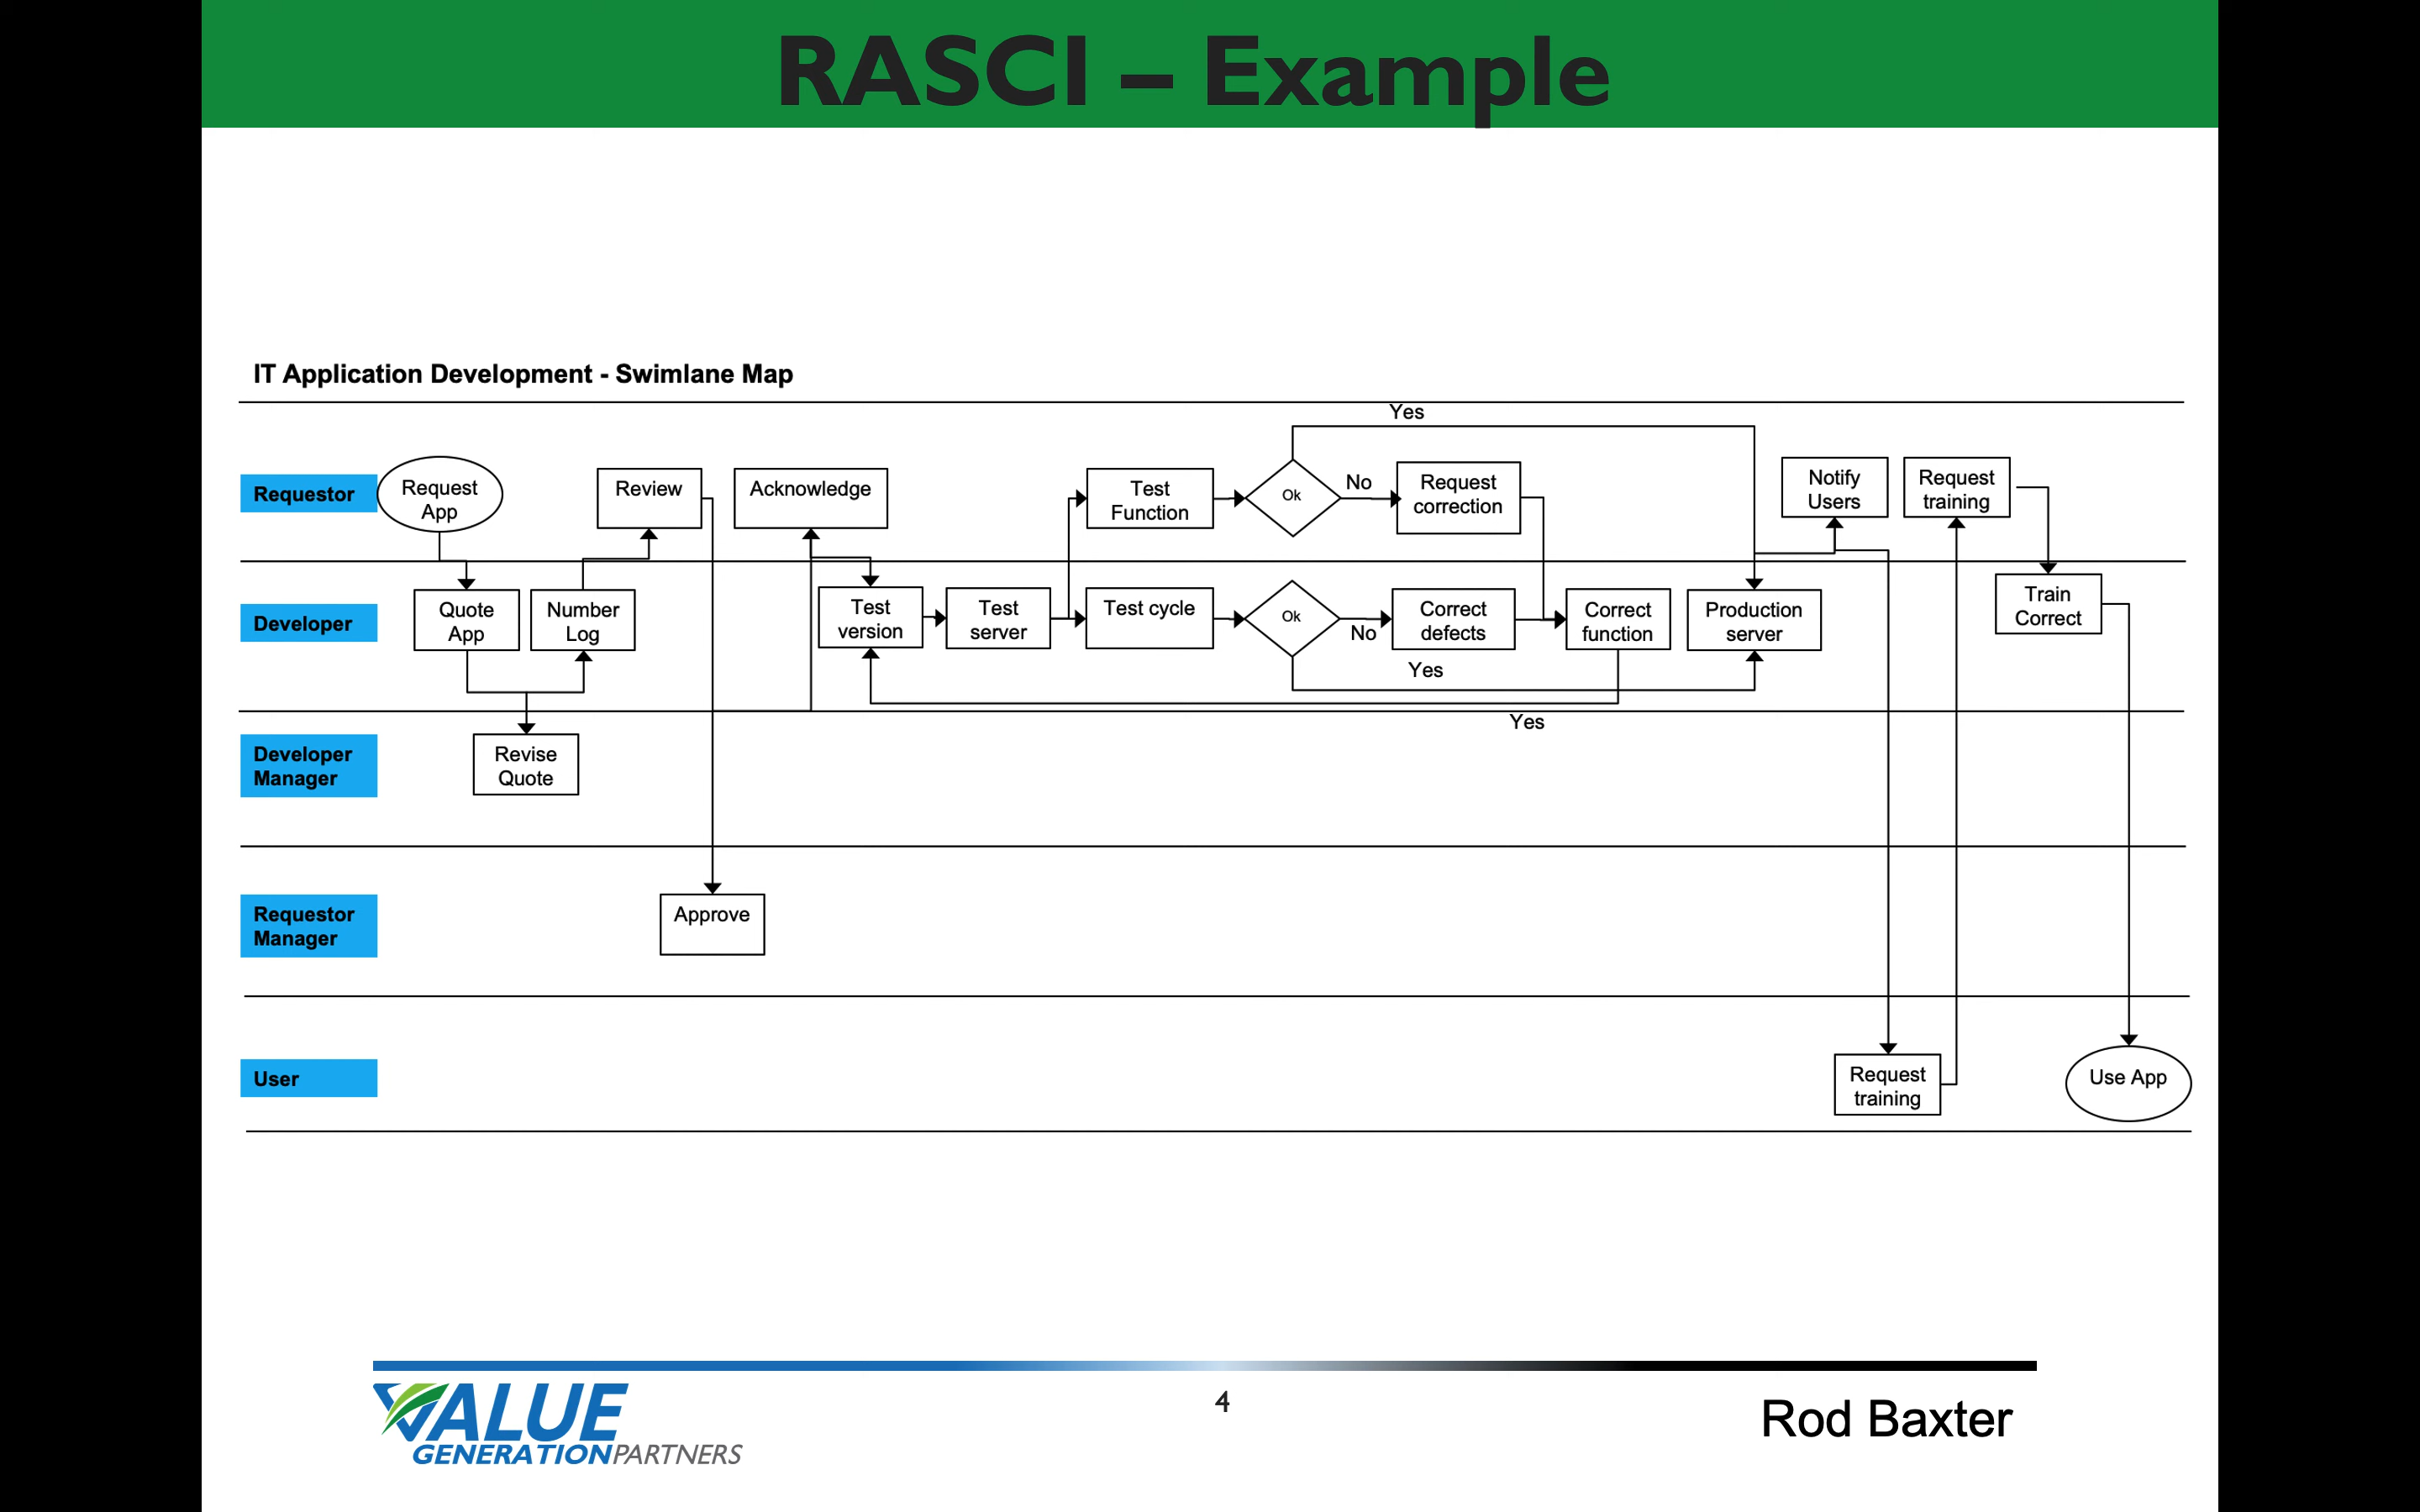 RASCI – Example
IT Application Development - Swimlane Map
Yes
Requestor
Request
App
Review
Acknowledge
Test
Function
Ok
No
Request
correction
Notify
Users
Request
training
Developer
Quote
App
Number
Log
Test
version
Test
server
Test cycle
Ok
No
Correct
defects
Correct
function
Production
server
Train
Correct
Yes
Yes
Developer
Manager
Revise
Quote
Requestor
Manager
Approve
User
Request
training
Use App
VALUE
GENERATIONPARTNERS
4
Rod Baxter